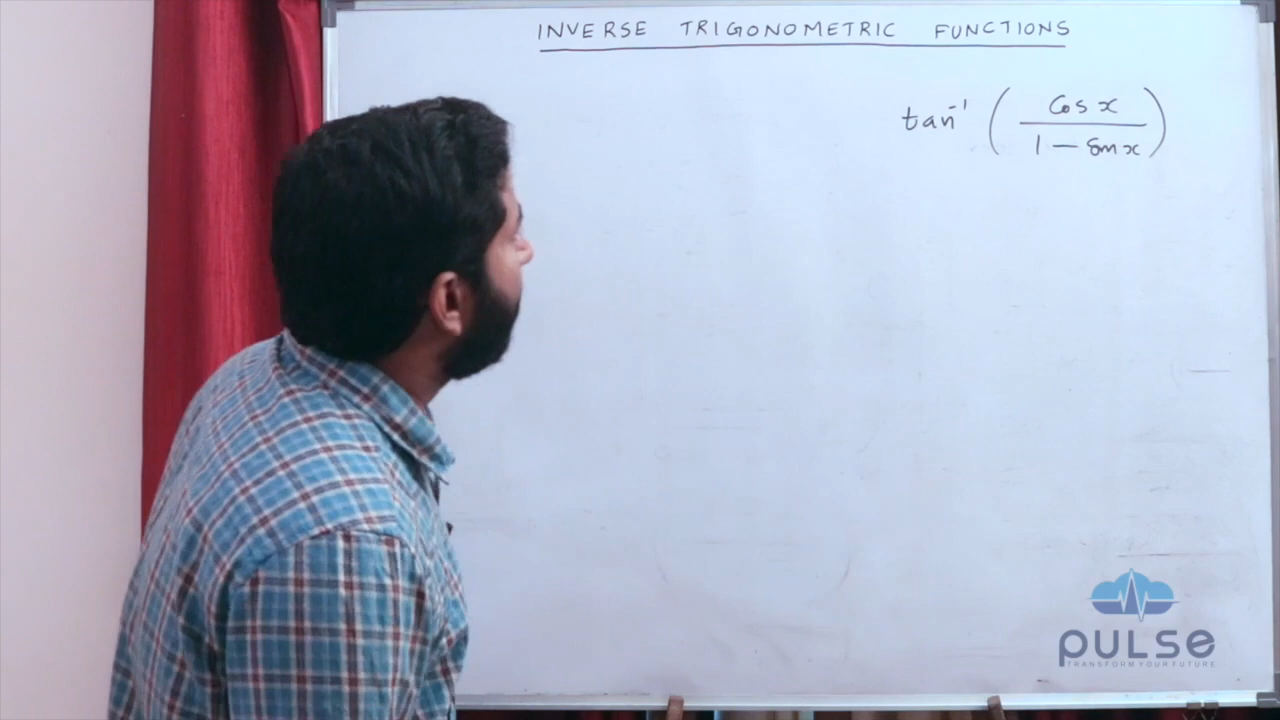 INVERSE TRIGONOMETRIC FUNCTIONS
tan⁻¹ ( cos x / 1 − sin x )
PULSE
TRANSFORM YOUR FUTURE